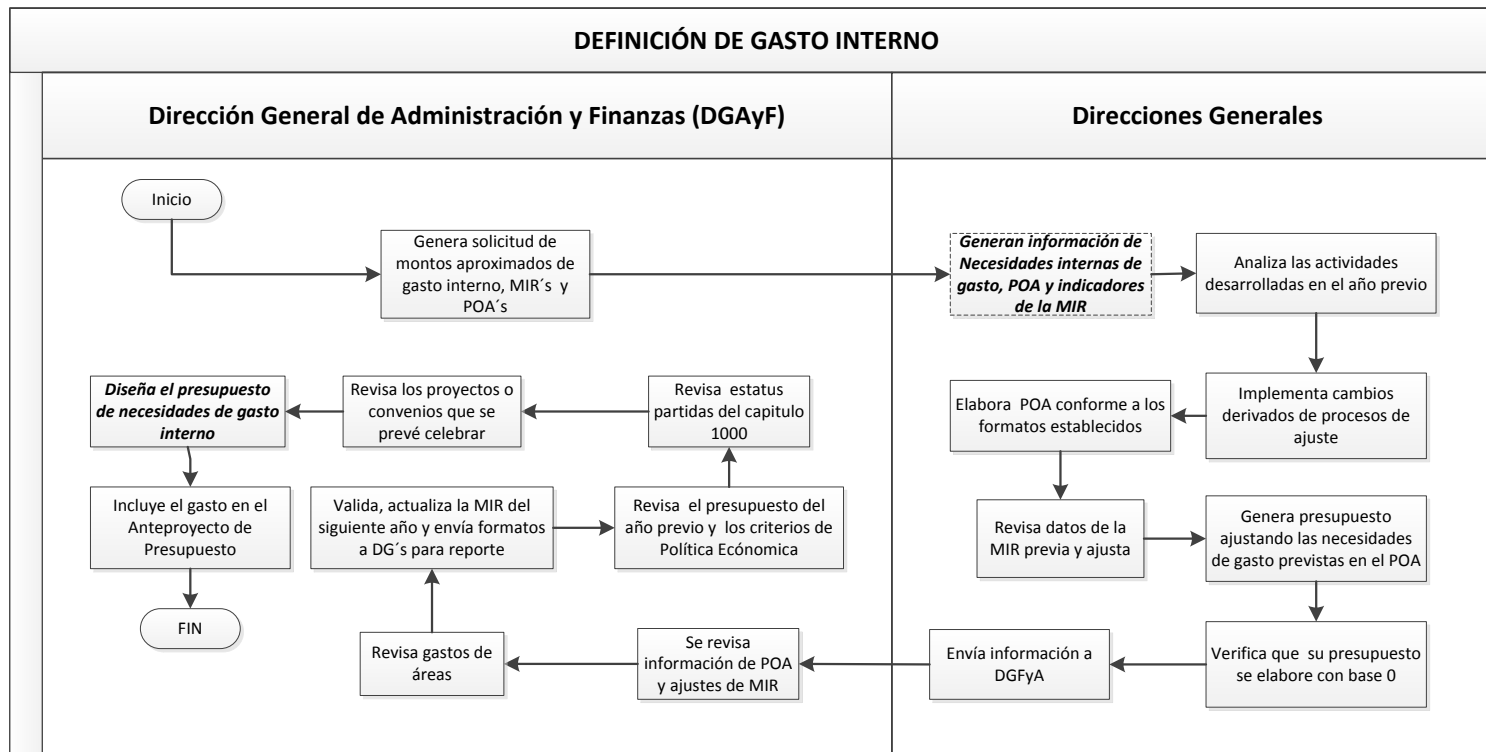 DEFINICIÓN DE GASTO INTERNO
Dirección General de Administración y Finanzas (DGAyF)
Direcciones Generales
Inicio
Genera solicitud de
montos aproximados de
gasto interno, MIR´s y
POA´s
Generan información de
Necesidades internas de
gasto, POA y indicadores
de la MIR
Analiza las actividades
desarrolladas en el año previo
Implementa cambios
derivados de procesos de
ajuste
Elabora POA conforme a los
formatos establecidos
Revisa datos de la
MIR previa y ajusta
Genera presupuesto
ajustando las necesidades
de gasto previstas en el POA
Verifica que su presupuesto
se elabore con base 0
Envía información a
DGFyA
Se revisa
información de POA
y ajustes de MIR
Revisa gastos de
áreas
Valida, actualiza la MIR del
siguiente año y envía formatos
a DG´s para reporte
Revisa el presupuesto del
año previo y los criterios de
Política Ecónomica
Revisa estatus
partidas del capitulo
1000
Revisa los proyectos o
convenios que se
prevé celebrar
Diseña el presupuesto
de necesidades de gasto
interno
Incluye el gasto en el
Anteproyecto de
Presupuesto
FIN